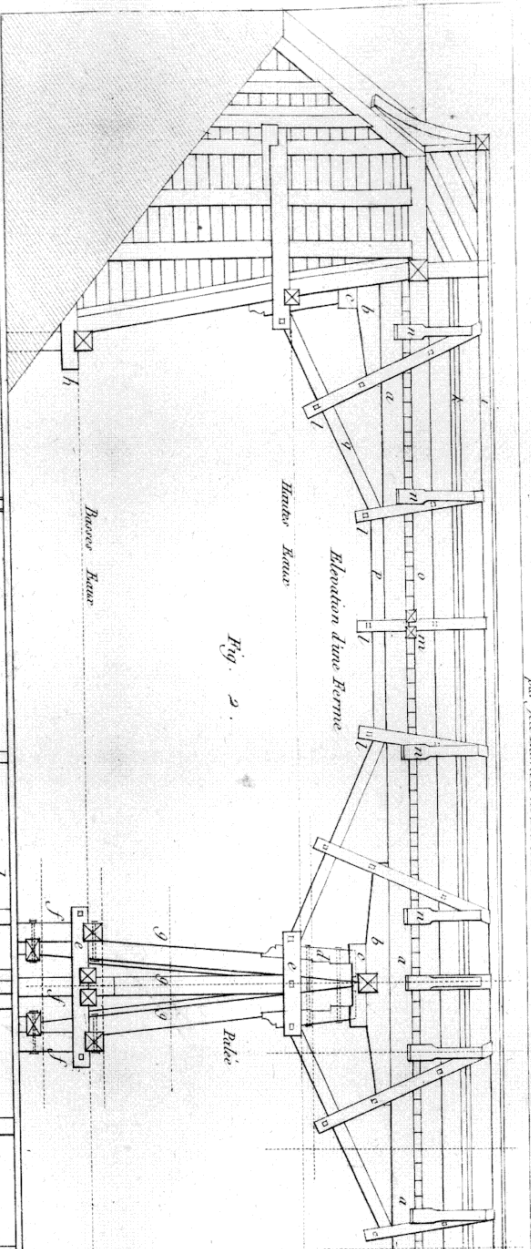 Elevation d'une Ferme
Hautes Eaux
Fig. 2.
Basses Eaux
Palée
i
k
n
n
n
n
o
m
a
a
a
p
q
b
b
c
c
d
l
l
l
l
e
e
g
g
g
f
f
f
h